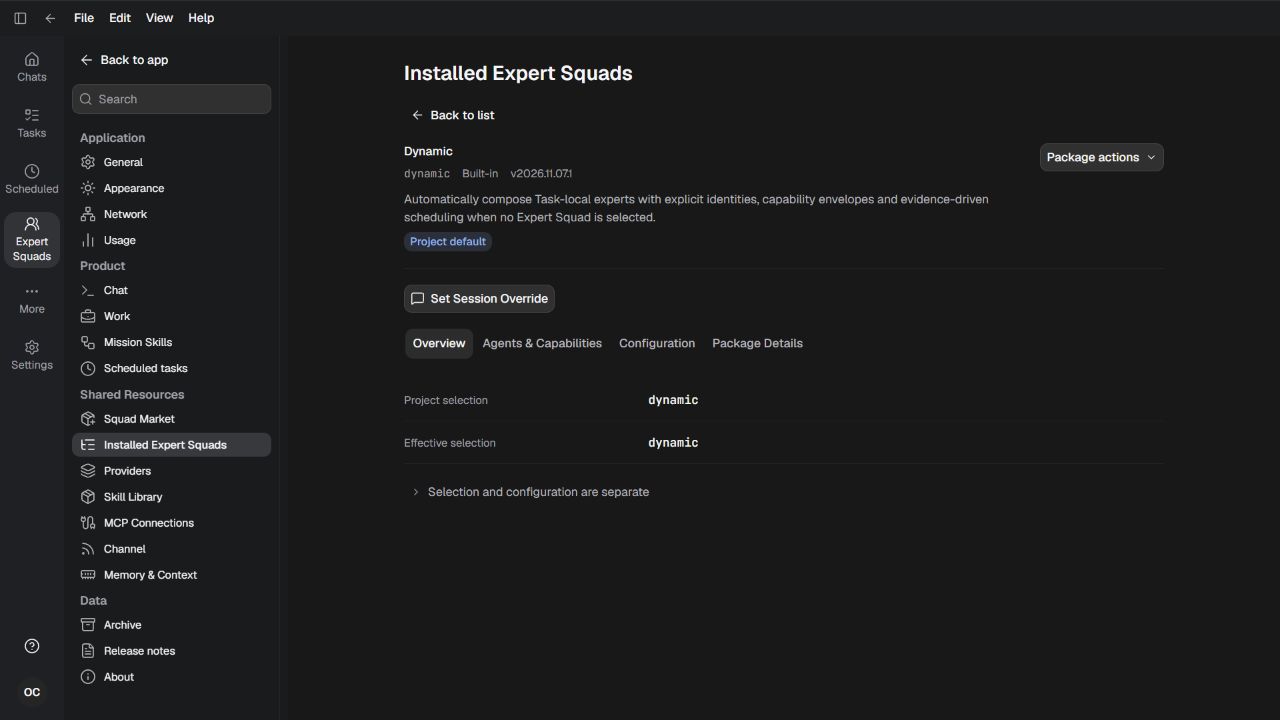 File Edit View Help
Chats
Tasks
Scheduled
Expert
Squads
More
Settings
OC
Back to app
Search
Application
General
Appearance
Network
Usage
Product
Chat
Work
Mission Skills
Scheduled tasks
Shared Resources
Squad Market
Installed Expert Squads
Providers
Skill Library
MCP Connections
Channel
Memory & Context
Data
Archive
Release notes
About
Installed Expert Squads
Back to list
Dynamic
dynamic Built-in v2026.11.07.1
Package actions
Automatically compose Task-local experts with explicit identities, capability envelopes and evidence-driven
scheduling when no Expert Squad is selected.
Project default
Set Session Override
Overview Agents & Capabilities Configuration Package Details
Project selection dynamic
Effective selection dynamic
Selection and configuration are separate